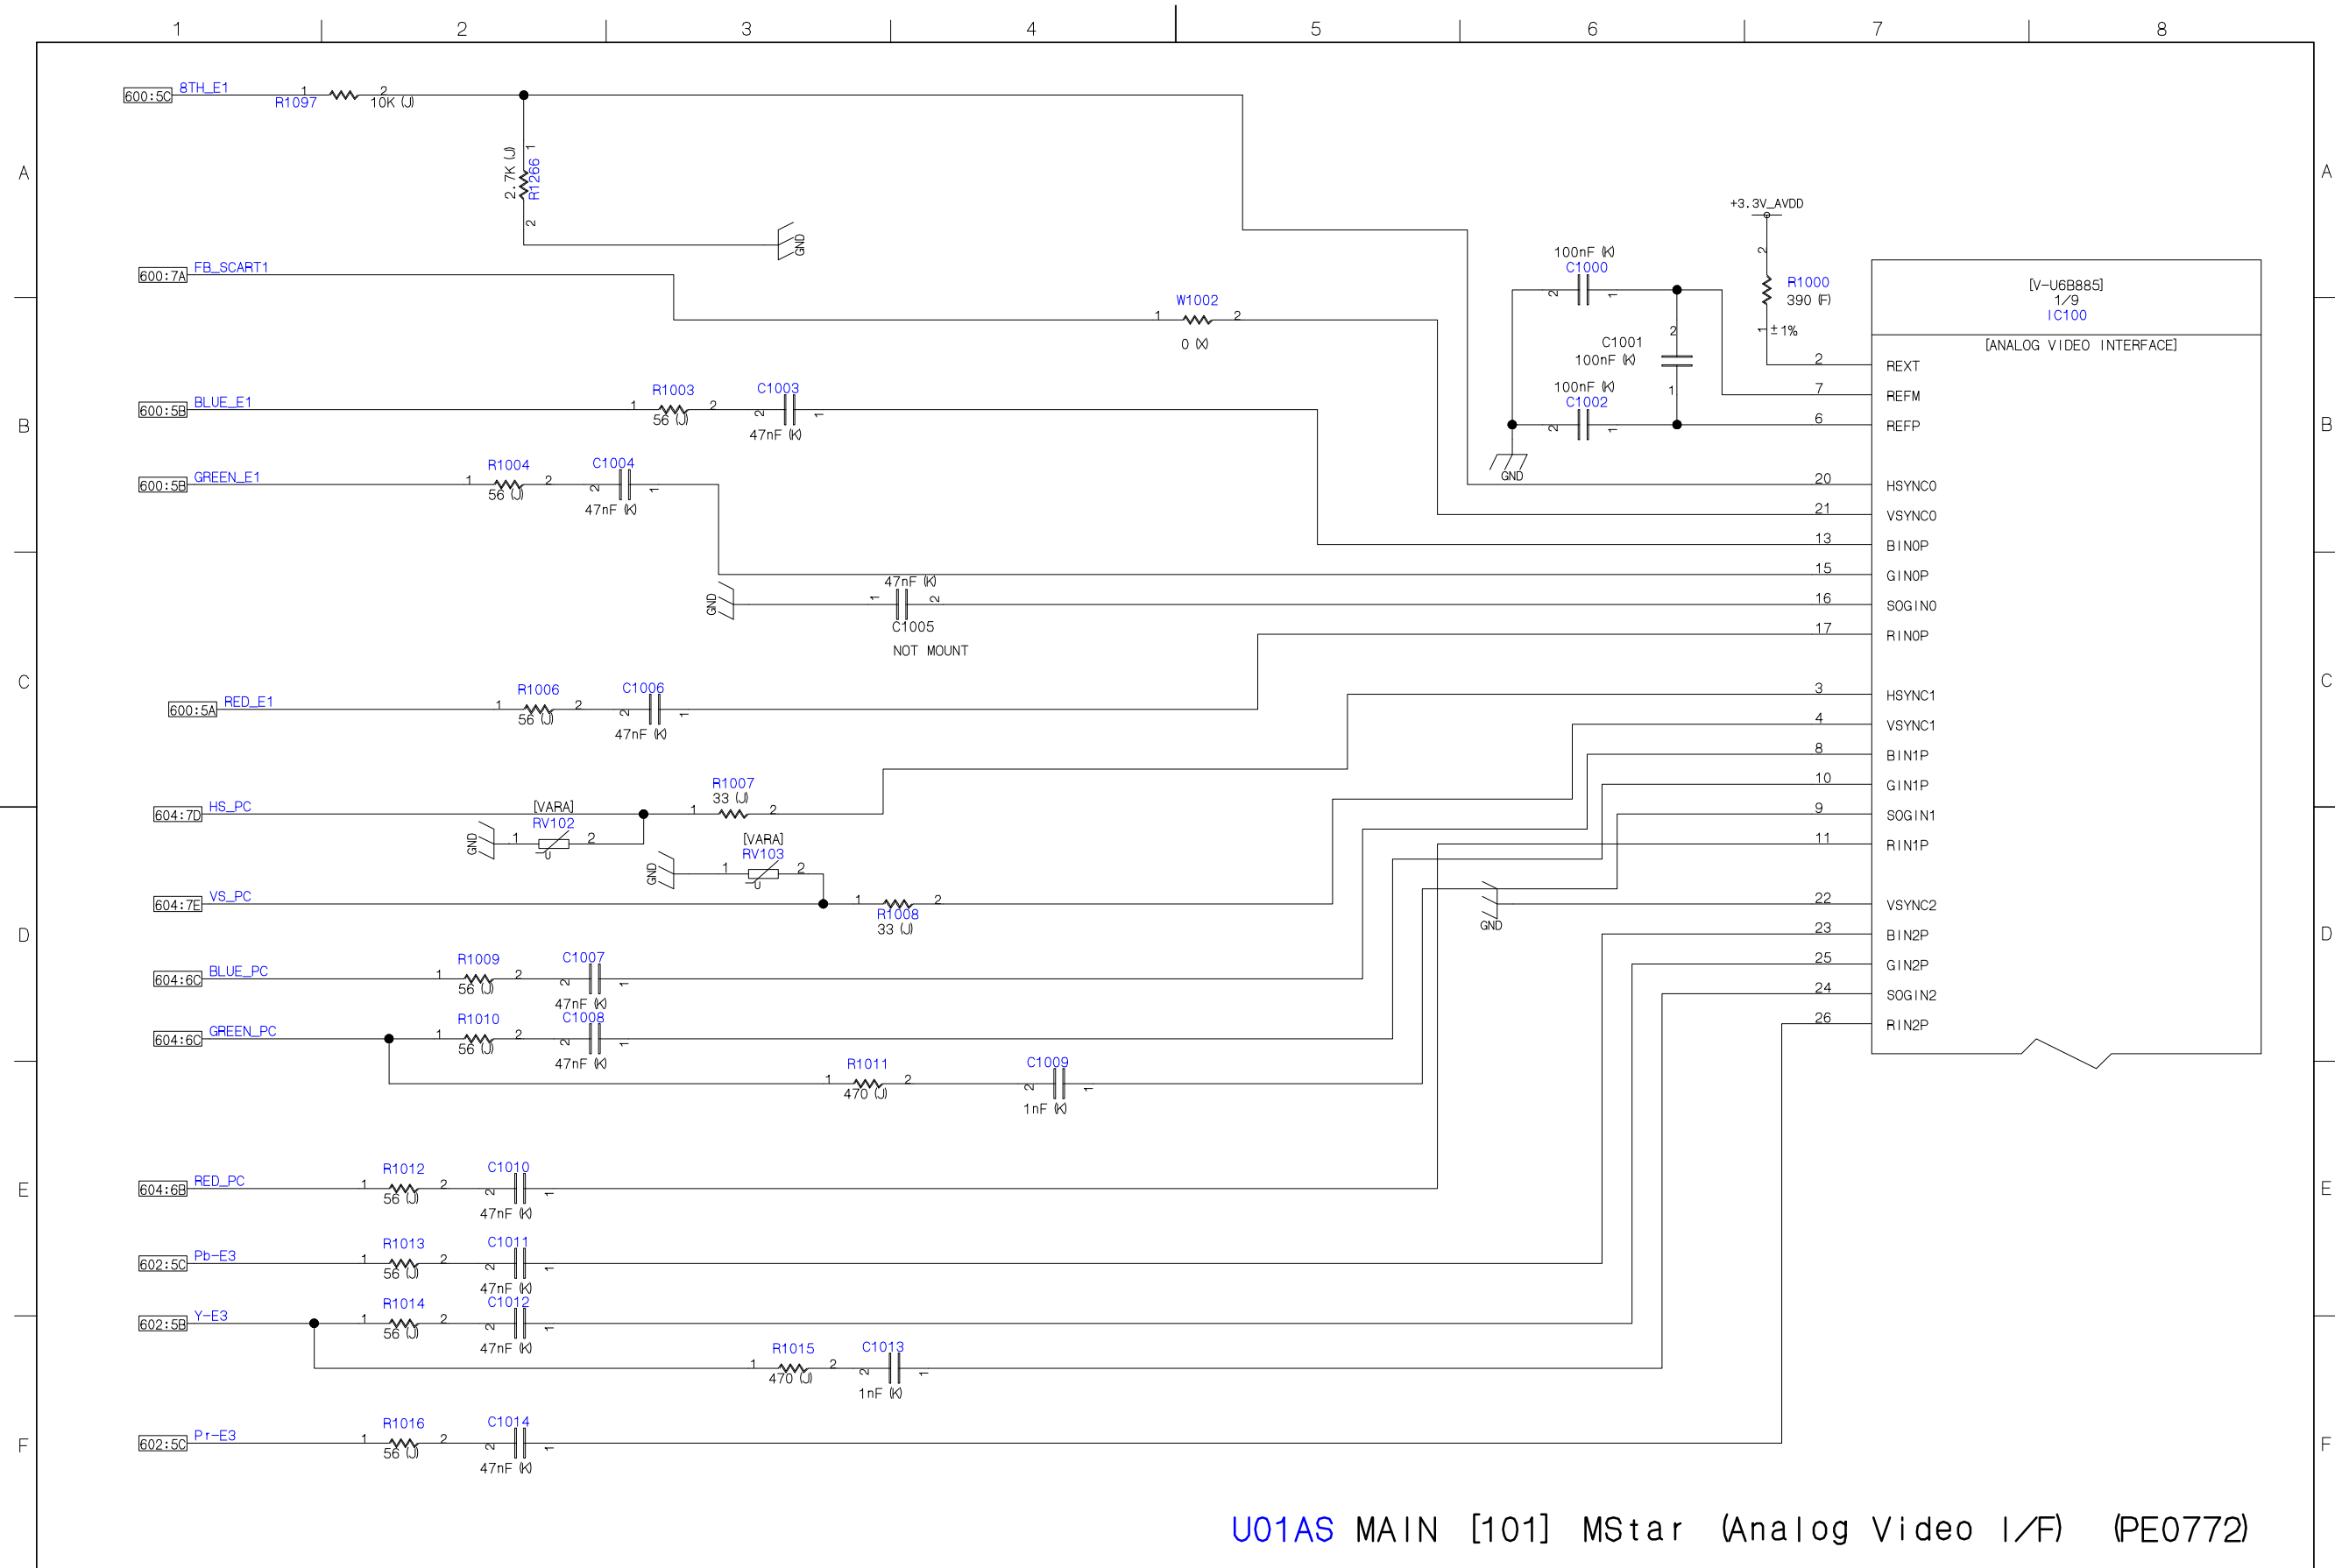 1 2 3 4 5 6 7 8
600:5C 8TH_E1 R1097 1 2 10K (J)
A A
2.7K (J) 1 R1266 2
GND
+3.3V_AVDD
2 R1000 390 (F) 1 ±1%
600:7A FB_SCART1
W1002 1 2 0 (X)
100nF (K) C1000 2 1
C1001 100nF (K) 2 1
100nF (K) C1002 2 1
GND
[V-U6B885]
1/9
IC100
[ANALOG VIDEO INTERFACE]
2 REXT
7 REFM
6 REFP
20 HSYNC0
21 VSYNC0
13 BIN0P
15 GIN0P
16 SOGIN0
17 RIN0P
3 HSYNC1
4 VSYNC1
8 BIN1P
10 GIN1P
9 SOGIN1
11 RIN1P
22 VSYNC2
23 BIN2P
25 GIN2P
24 SOGIN2
26 RIN2P
B B
600:5B BLUE_E1 1 R1003 56 (J) 2 2 C1003 47nF (K) 1
600:5B GREEN_E1 1 R1004 56 (J) 2 2 C1004 47nF (K) 1
GND 1 47nF (K) 2 C1005
NOT MOUNT
C C
600:5A RED_E1 1 R1006 56 (J) 2 2 C1006 47nF (K) 1
604:7D HS_PC 1 R1007 33 (J) 2
GND 1 [VARA] RV102 U 2
GND 1 [VARA] RV103 U 2
604:7E VS_PC 1 R1008 33 (J) 2
GND
D D
604:6C BLUE_PC 1 R1009 56 (J) 2 2 C1007 47nF (K) 1
604:6C GREEN_PC 1 R1010 56 (J) 2 2 C1008 47nF (K) 1
1 R1011 470 (J) 2 2 C1009 1nF (K) 1
E E
604:6B RED_PC 1 R1012 56 (J) 2 2 C1010 47nF (K) 1
602:5C Pb-E3 1 R1013 56 (J) 2 2 C1011 47nF (K) 1
602:5B Y-E3 1 R1014 56 (J) 2 2 C1012 47nF (K) 1
1 R1015 470 (J) 2 2 C1013 1nF (K) 1
F F
602:5C Pr-E3 1 R1016 56 (J) 2 2 C1014 47nF (K) 1
U01AS MAIN [101] MStar (Analog Video I/F) (PE0772)